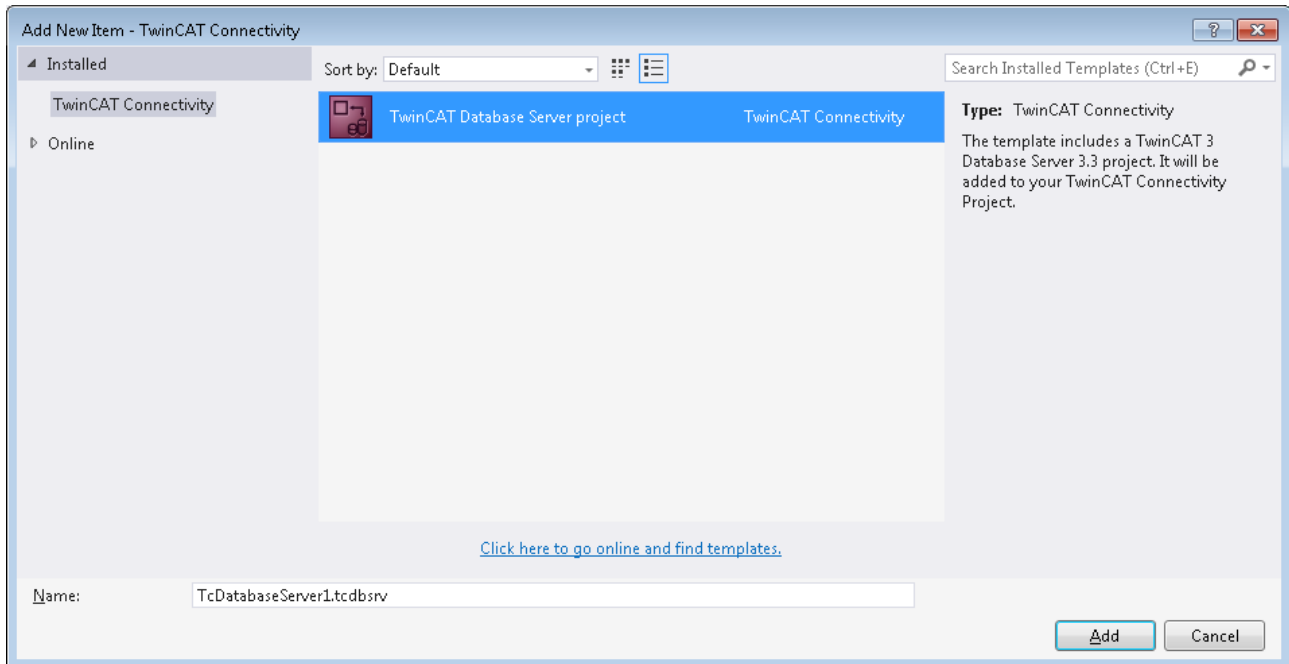 Add New Item - TwinCAT Connectivity
Installed
TwinCAT Connectivity
Online
Sort by: Default
TwinCAT Database Server project TwinCAT Connectivity
Search Installed Templates (Ctrl+E)
Type: TwinCAT Connectivity
The template includes a TwinCAT 3
Database Server 3.3 project. It will be
added to your TwinCAT Connectivity
Project.
Click here to go online and find templates.
Name: TcDatabaseServer1.tcdbsrv
Add Cancel